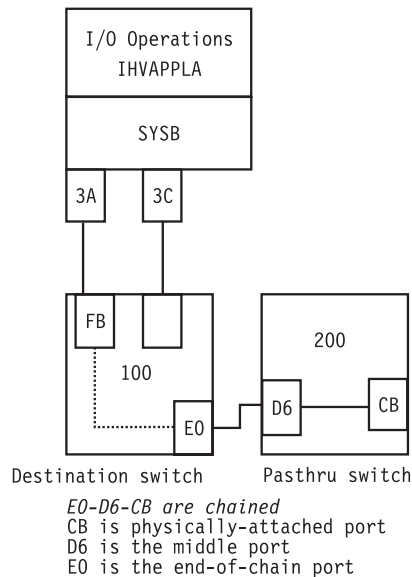 I/O Operations
IHVAPPLA
SYSB
3A
3C
FB
100
E0
200
D6
CB
Destination switch
Pasthru switch
E0-D6-CB are chained
CB is physically-attached port
D6 is the middle port
E0 is the end-of-chain port